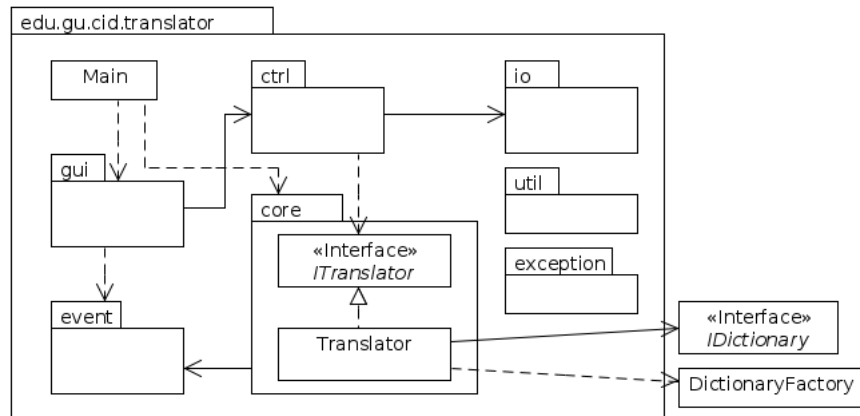 edu.gu.cid.translator
Main
ctrl
io
gui
util
core
«Interface»
ITranslator
exception
event
Translator
«Interface»
IDictionary
DictionaryFactory